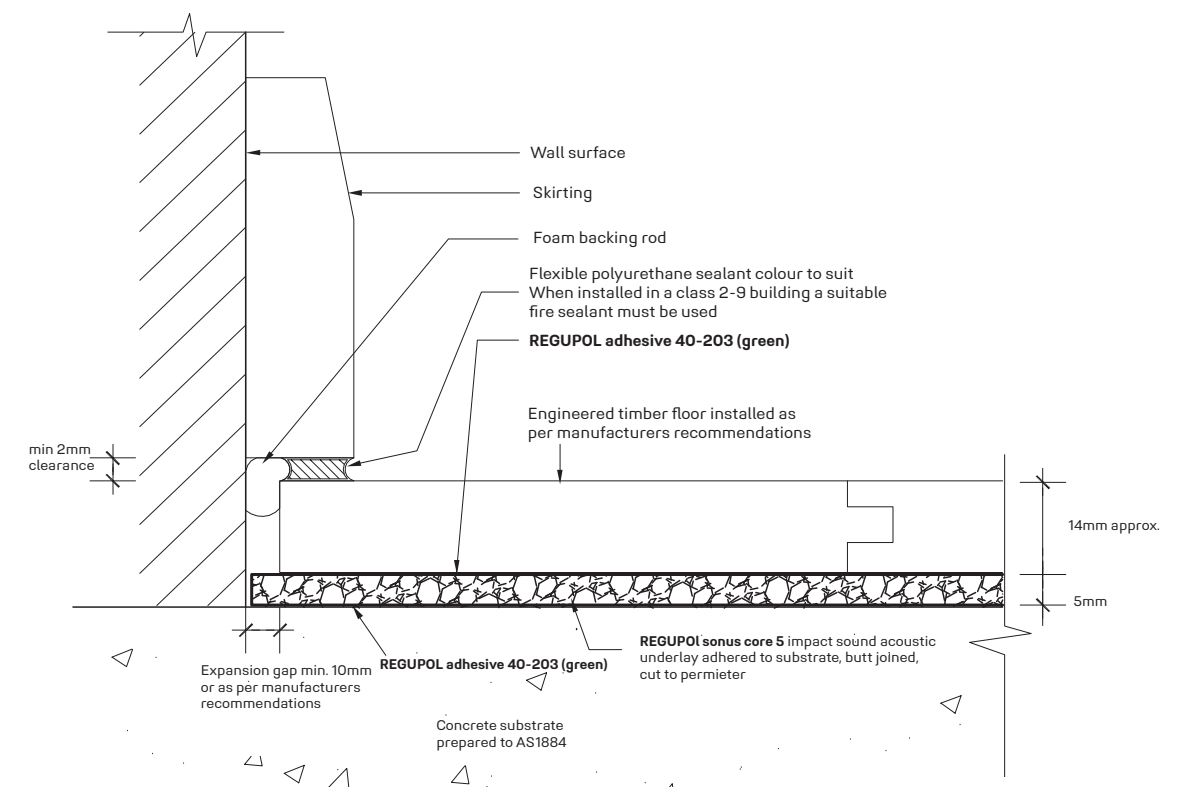 Wall surface
Skirting
Foam backing rod
Flexible polyurethane sealant colour to suit
When installed in a class 2-9 building a suitable
fire sealant must be used
REGUPOL adhesive 40-203 (green)
Engineered timber floor installed as
per manufacturers recommendations
min 2mm
clearance
14mm approx.
5mm
REGUPOl sonus core 5 impact sound acoustic
underlay adhered to substrate, butt joined,
cut to permieter
REGUPOL adhesive 40-203 (green)
Expansion gap min. 10mm
or as per manufacturers
recommendations
Concrete substrate
prepared to AS1884